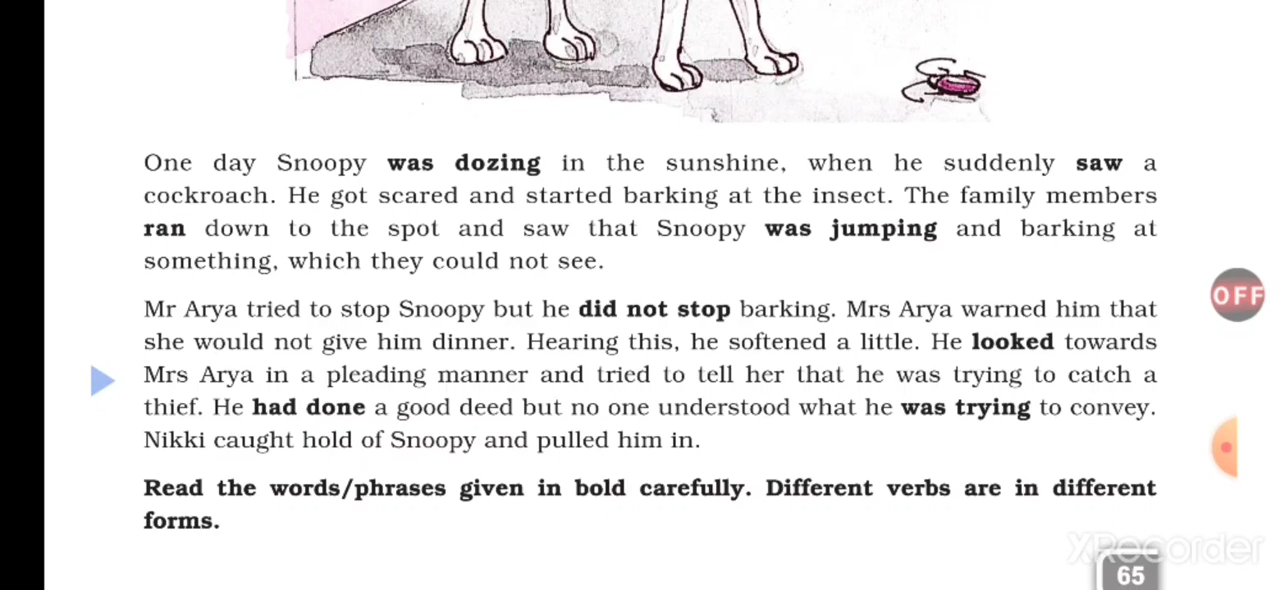 One day Snoopy was dozing in the sunshine, when he suddenly saw a
cockroach. He got scared and started barking at the insect. The family members
ran down to the spot and saw that Snoopy was jumping and barking at
something, which they could not see.
Mr Arya tried to stop Snoopy but he did not stop barking. Mrs Arya warned him that
she would not give him dinner. Hearing this, he softened a little. He looked towards
Mrs Arya in a pleading manner and tried to tell her that he was trying to catch a
thief. He had done a good deed but no one understood what he was trying to convey.
Nikki caught hold of Snoopy and pulled him in.
Read the words/phrases given in bold carefully. Different verbs are in different
forms.
OFF
XRecorder
65